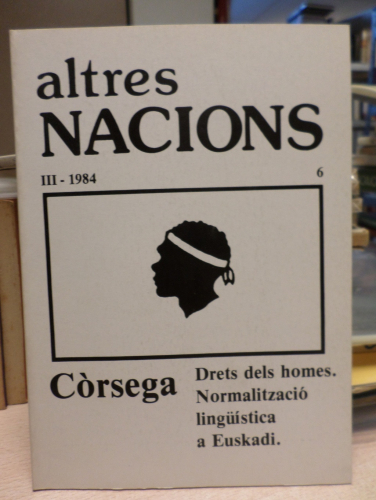 altres
NACIONS
III - 1984 6
Còrsega
Drets dels homes.
Normalització
lingüística
a Euskadi.